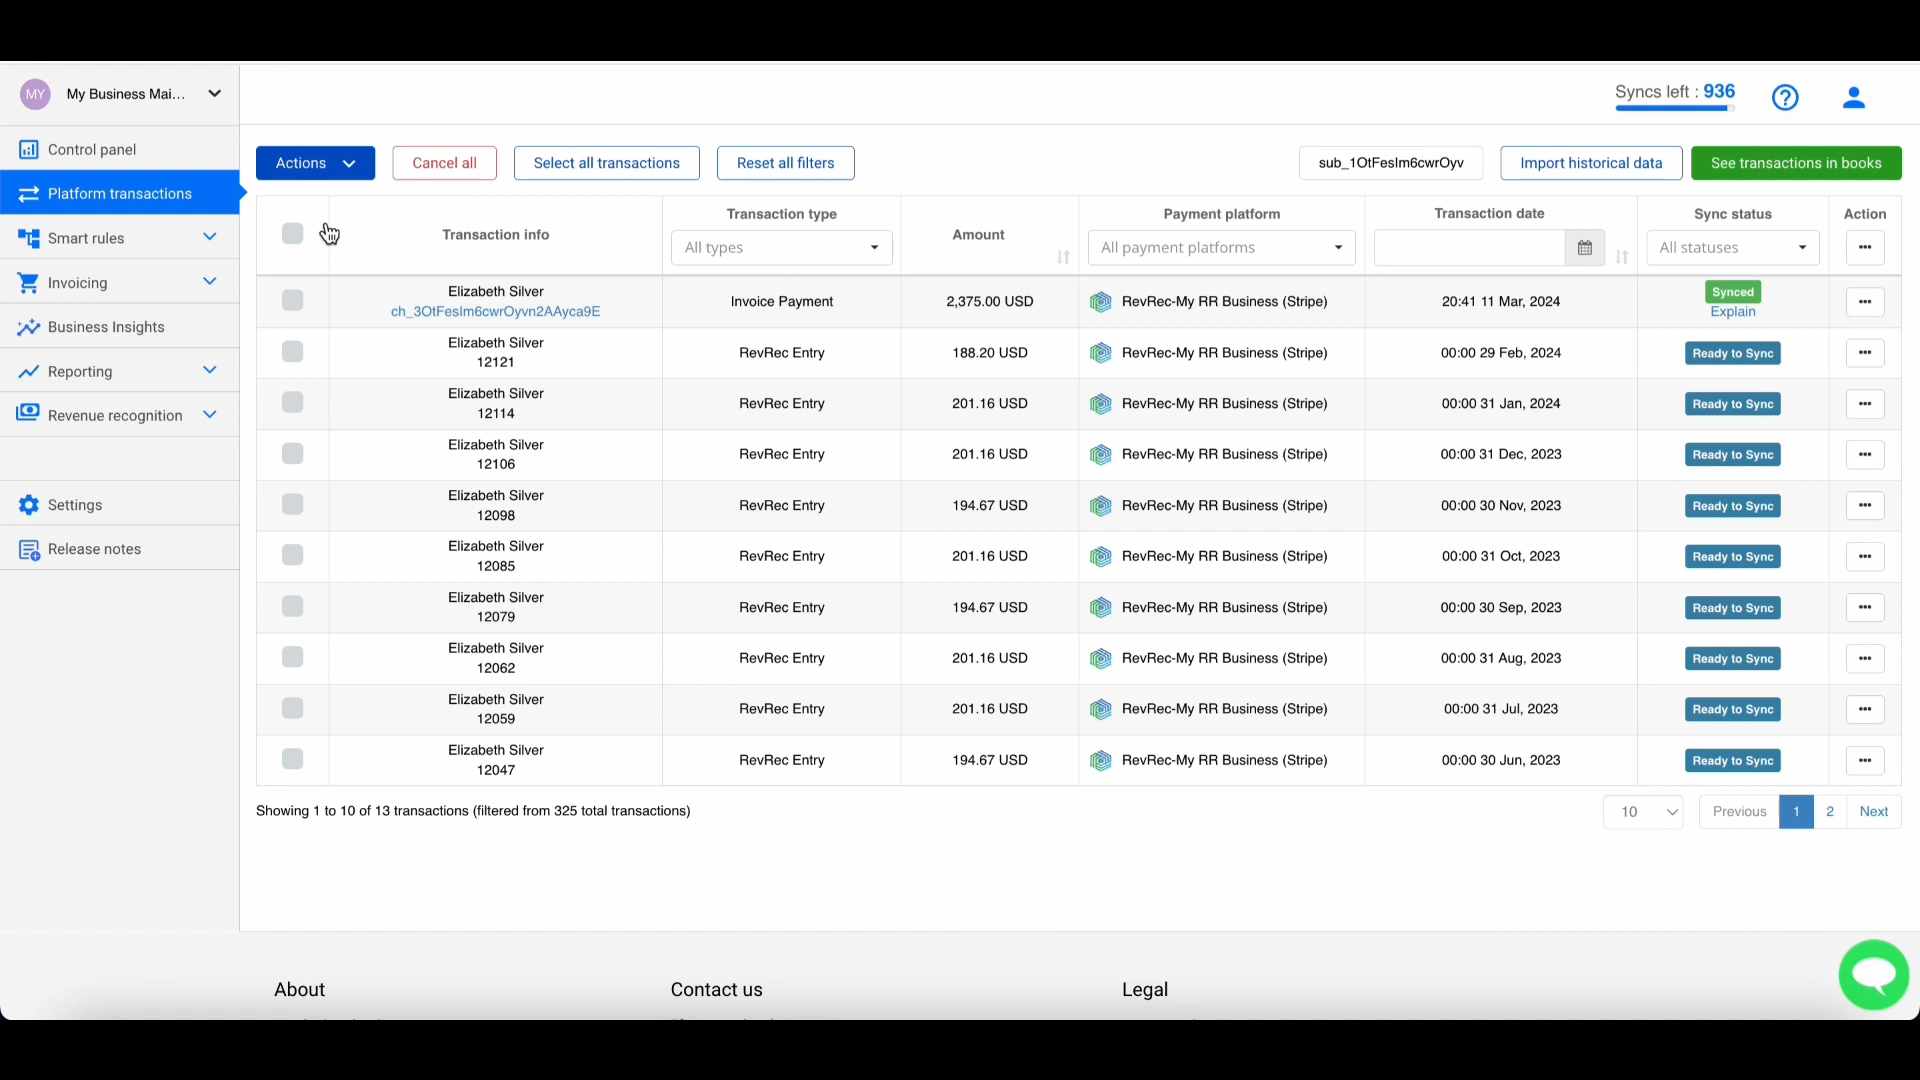 MY My Business Mai...
Syncs left : 936
Control panel
Platform transactions
Smart rules
Invoicing
Business Insights
Reporting
Revenue recognition
Settings
Release notes
Actions Cancel all Select all transactions Reset all filters sub_1OtFesIm6cwrOyv Import historical data See transactions in books
Transaction info Transaction type Amount Payment platform Transaction date Sync status Action
All types All payment platforms All statuses
Elizabeth Silver
ch_3OtFesIm6cwrOyvn2AAyca9E Invoice Payment 2,375.00 USD RevRec-My RR Business (Stripe) 20:41 11 Mar, 2024 Synced
Explain
Elizabeth Silver
12121 RevRec Entry 188.20 USD RevRec-My RR Business (Stripe) 00:00 29 Feb, 2024 Ready to Sync
Elizabeth Silver
12114 RevRec Entry 201.16 USD RevRec-My RR Business (Stripe) 00:00 31 Jan, 2024 Ready to Sync
Elizabeth Silver
12106 RevRec Entry 201.16 USD RevRec-My RR Business (Stripe) 00:00 31 Dec, 2023 Ready to Sync
Elizabeth Silver
12098 RevRec Entry 194.67 USD RevRec-My RR Business (Stripe) 00:00 30 Nov, 2023 Ready to Sync
Elizabeth Silver
12085 RevRec Entry 201.16 USD RevRec-My RR Business (Stripe) 00:00 31 Oct, 2023 Ready to Sync
Elizabeth Silver
12079 RevRec Entry 194.67 USD RevRec-My RR Business (Stripe) 00:00 30 Sep, 2023 Ready to Sync
Elizabeth Silver
12062 RevRec Entry 201.16 USD RevRec-My RR Business (Stripe) 00:00 31 Aug, 2023 Ready to Sync
Elizabeth Silver
12059 RevRec Entry 201.16 USD RevRec-My RR Business (Stripe) 00:00 31 Jul, 2023 Ready to Sync
Elizabeth Silver
12047 RevRec Entry 194.67 USD RevRec-My RR Business (Stripe) 00:00 30 Jun, 2023 Ready to Sync
Showing 1 to 10 of 13 transactions (filtered from 325 total transactions) 10 Previous 1 2 Next
About Contact us Legal